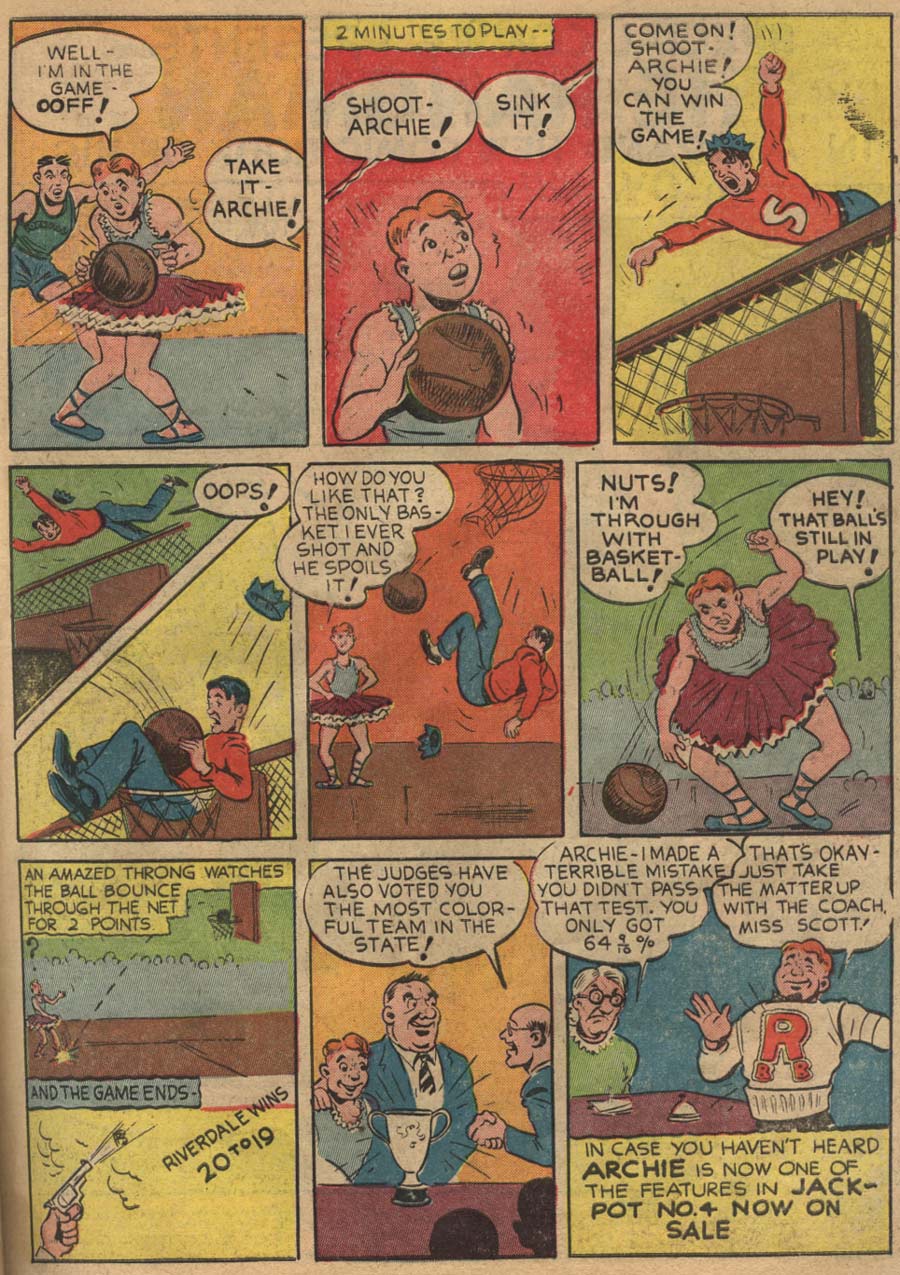 WELL-
I'M IN THE
GAME-
OOFF!
TAKE
IT-
ARCHIE!
2 MINUTES TO PLAY--
SHOOT-
ARCHIE!
SINK
IT!
COME ON!
SHOOT-
ARCHIE!
YOU
CAN WIN
THE
GAME!
S
OOPS!
HOW DO YOU
LIKE THAT?
THE ONLY BAS-
KET I EVER
SHOT AND
HE SPOILS
IT!
NUTS!
I'M
THROUGH
WITH
BASKET-
BALL!
HEY!
THAT BALL'S
STILL IN
PLAY!
AN AMAZED THRONG WATCHES
THE BALL BOUNCE
THROUGH THE NET
FOR 2 POINTS.
?
AND THE GAME ENDS-
RIVERDALE WINS
20 TO 19
THE JUDGES HAVE
ALSO VOTED YOU
THE MOST COLOR-
FUL TEAM IN THE
STATE!
ARCHIE-I MADE A
TERRIBLE MISTAKE
YOU DIDN'T PASS
THAT TEST. YOU
ONLY GOT
64 9/10 %
THAT'S OKAY-
JUST TAKE
THE MATTER UP
WITH THE COACH,
MISS SCOTT!
R
B B
IN CASE YOU HAVEN'T HEARD
ARCHIE IS NOW ONE OF
THE FEATURES IN JACK-
POT NO.4 NOW ON
SALE